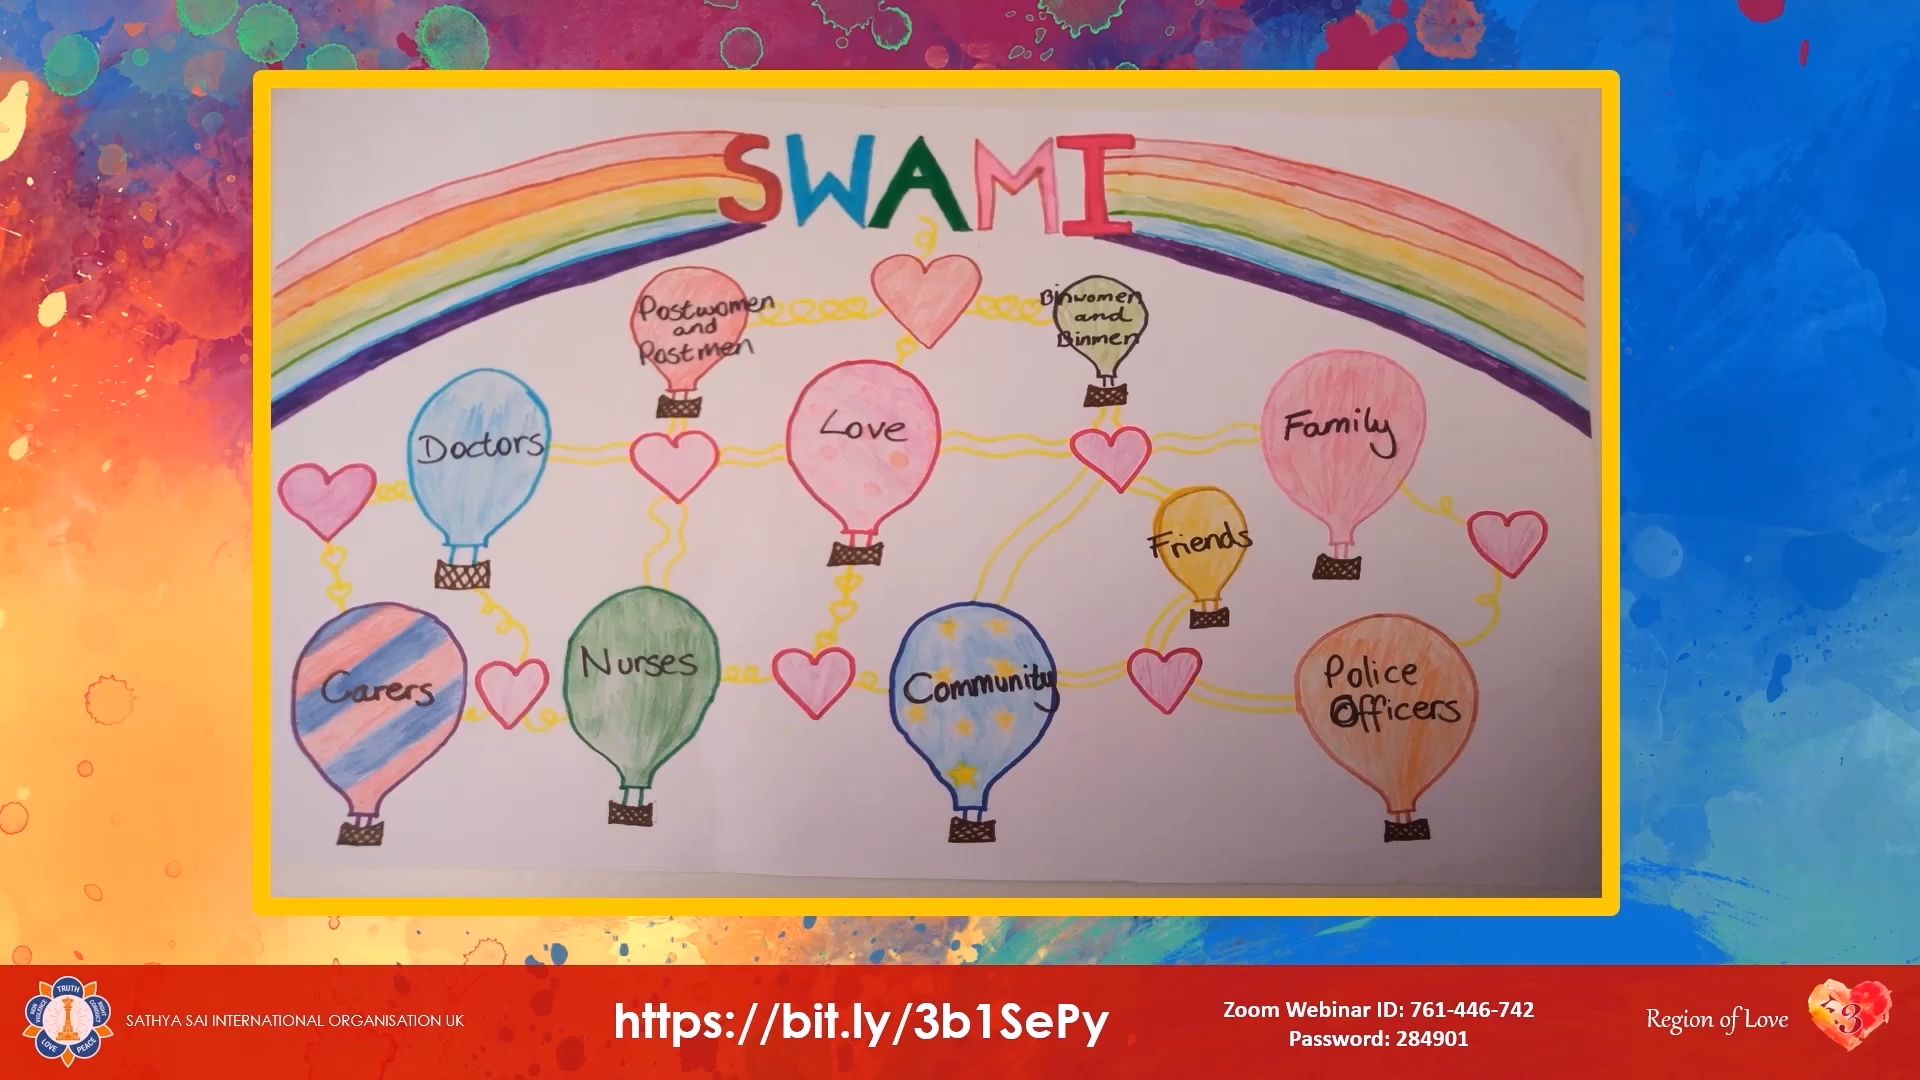 SWAMI
Postwomen
and
Postmen
Binwomen
and
Binmen
Doctors
Love
Family
Friends
Carers
Nurses
Community
Police
Officers
TRUTH
LOVE
PEACE
SATHYA SAI INTERNATIONAL ORGANISATION UK
https://bit.ly/3b1SePy
Zoom Webinar ID: 761-446-742
Password: 284901
Region of Love
3